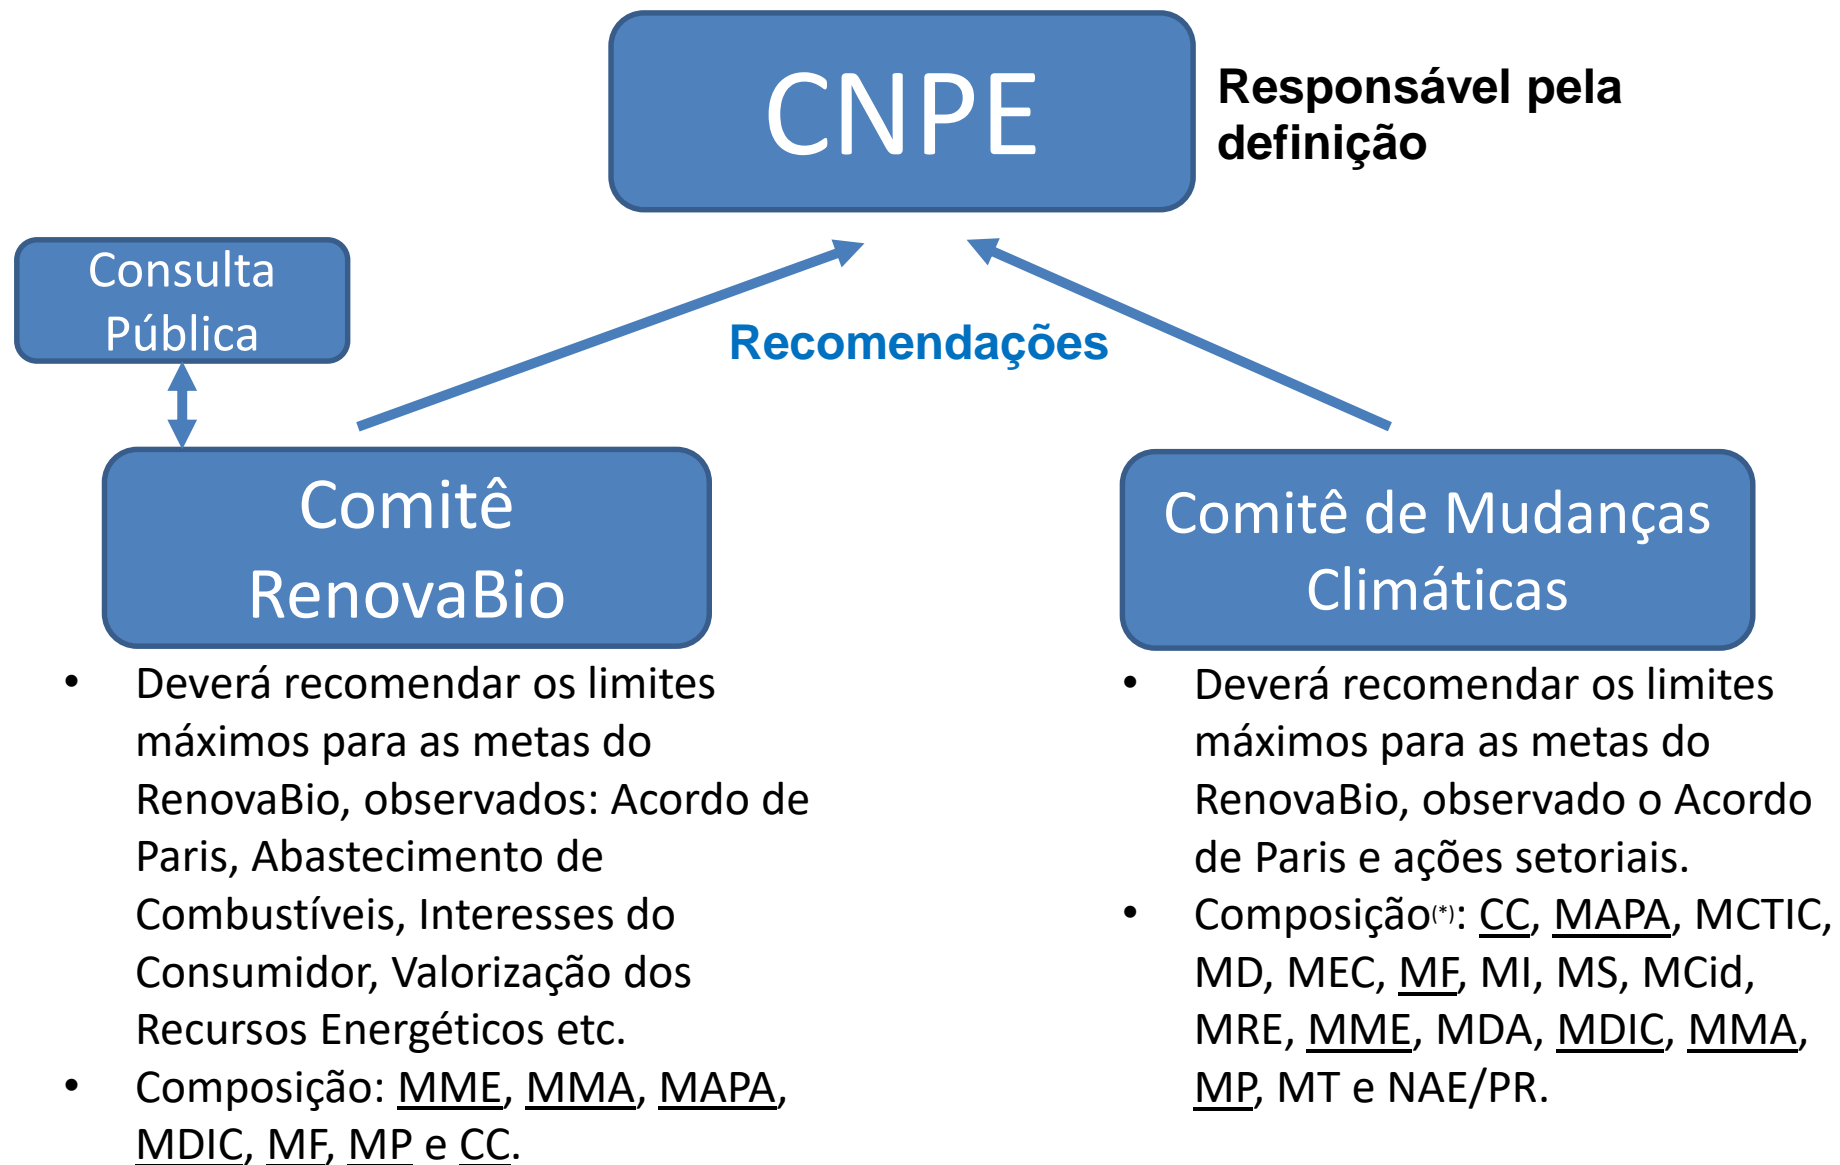 CNPE
Responsável pela
definição
Consulta
Pública
Recomendações
Comitê
RenovaBio
Comitê de Mudanças
Climáticas
• Deverá recomendar os limites
máximos para as metas do
RenovaBio, observados: Acordo de
Paris, Abastecimento de
Combustíveis, Interesses do
Consumidor, Valorização dos
Recursos Energéticos etc.
• Composição: MME, MMA, MAPA,
MDIC, MF, MP e CC.
• Deverá recomendar os limites
máximos para as metas do
RenovaBio, observado o Acordo
de Paris e ações setoriais.
• Composição(*): CC, MAPA, MCTIC,
MD, MEC, MF, MI, MS, MCid,
MRE, MME, MDA, MDIC, MMA,
MP, MT e NAE/PR.